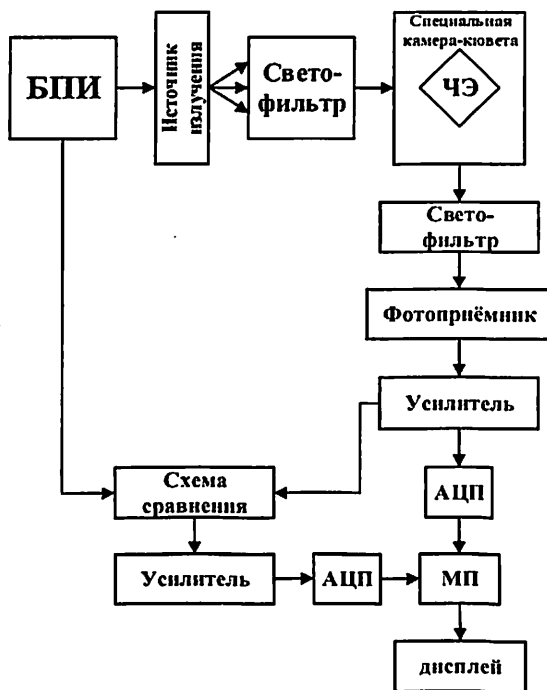 БПИ
Источник
излучения
Свето-
фильтр
Специальная
камера-кювета
ЧЭ
Свето-
фильтр
Фотоприёмник
Усилитель
АЦП
Схема
сравнения
Усилитель
АЦП
МП
дисплей